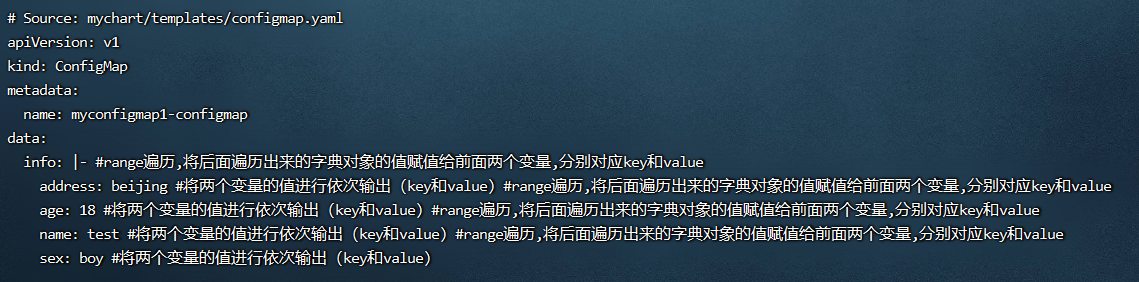 # Source: mychart/templates/configmap.yaml
apiVersion: v1
kind: ConfigMap
metadata:
  name: myconfigmap1-configmap
data:
  info: |- #range遍历,将后面遍历出来的字典对象的值赋值给前面两个变量,分别对应key和value
    address: beijing #将两个变量的值进行依次输出（key和value）#range遍历,将后面遍历出来的字典对象的值赋值给前面两个变量,分别对应key和value
    age: 18 #将两个变量的值进行依次输出（key和value）#range遍历,将后面遍历出来的字典对象的值赋值给前面两个变量,分别对应key和value
    name: test #将两个变量的值进行依次输出（key和value）#range遍历,将后面遍历出来的字典对象的值赋值给前面两个变量,分别对应key和value
    sex: boy #将两个变量的值进行依次输出（key和value）